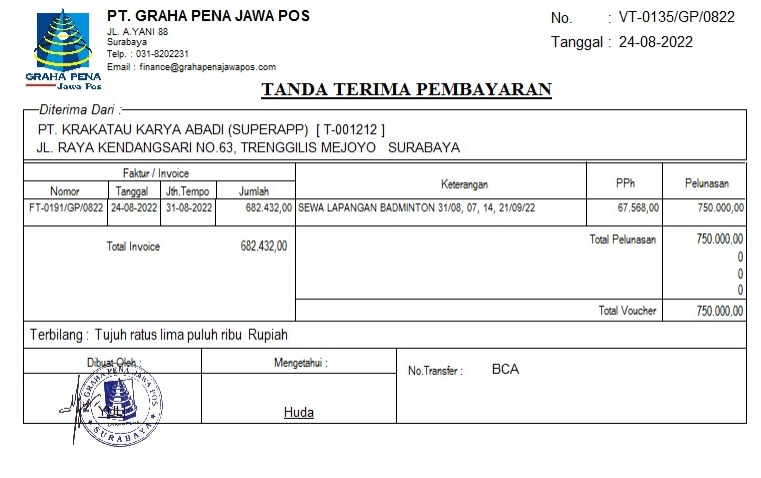 PT. GRAHA PENA JAWA POS
JL. A.YANI 88
Surabaya
Telp. : 031-8202231
Email : finance@grahapenajawapos.com
GRAHA PENA
Jawa Pos
No. : VT-0135/GP/0822
Tanggal : 24-08-2022
TANDA TERIMA PEMBAYARAN
Diterima Dari :
PT. KRAKATAU KARYA ABADI (SUPERAPP) [ T-001212 ]
JL. RAYA KENDANGSARI NO.63, TRENGGILIS MEJOYO SURABAYA
Faktur / Invoice Keterangan PPh Pelunasan
Nomor Tanggal Jth.Tempo Jumlah
FT-0191/GP/0822 24-08-2022 31-08-2022 682.432,00 SEWA LAPANGAN BADMINTON 31/08, 07, 14, 21/09/22 67.568,00 750.000,00
Total Invoice 682.432,00 Total Pelunasan 750.000,00
0
0
0
Total Voucher 750.000,00
Terbilang : Tujuh ratus lima puluh ribu Rupiah
Dibuat Oleh : Mengetahui : No.Transfer : BCA
PT. GRAHA PENA JAWA POS
SURABAYA
Huda